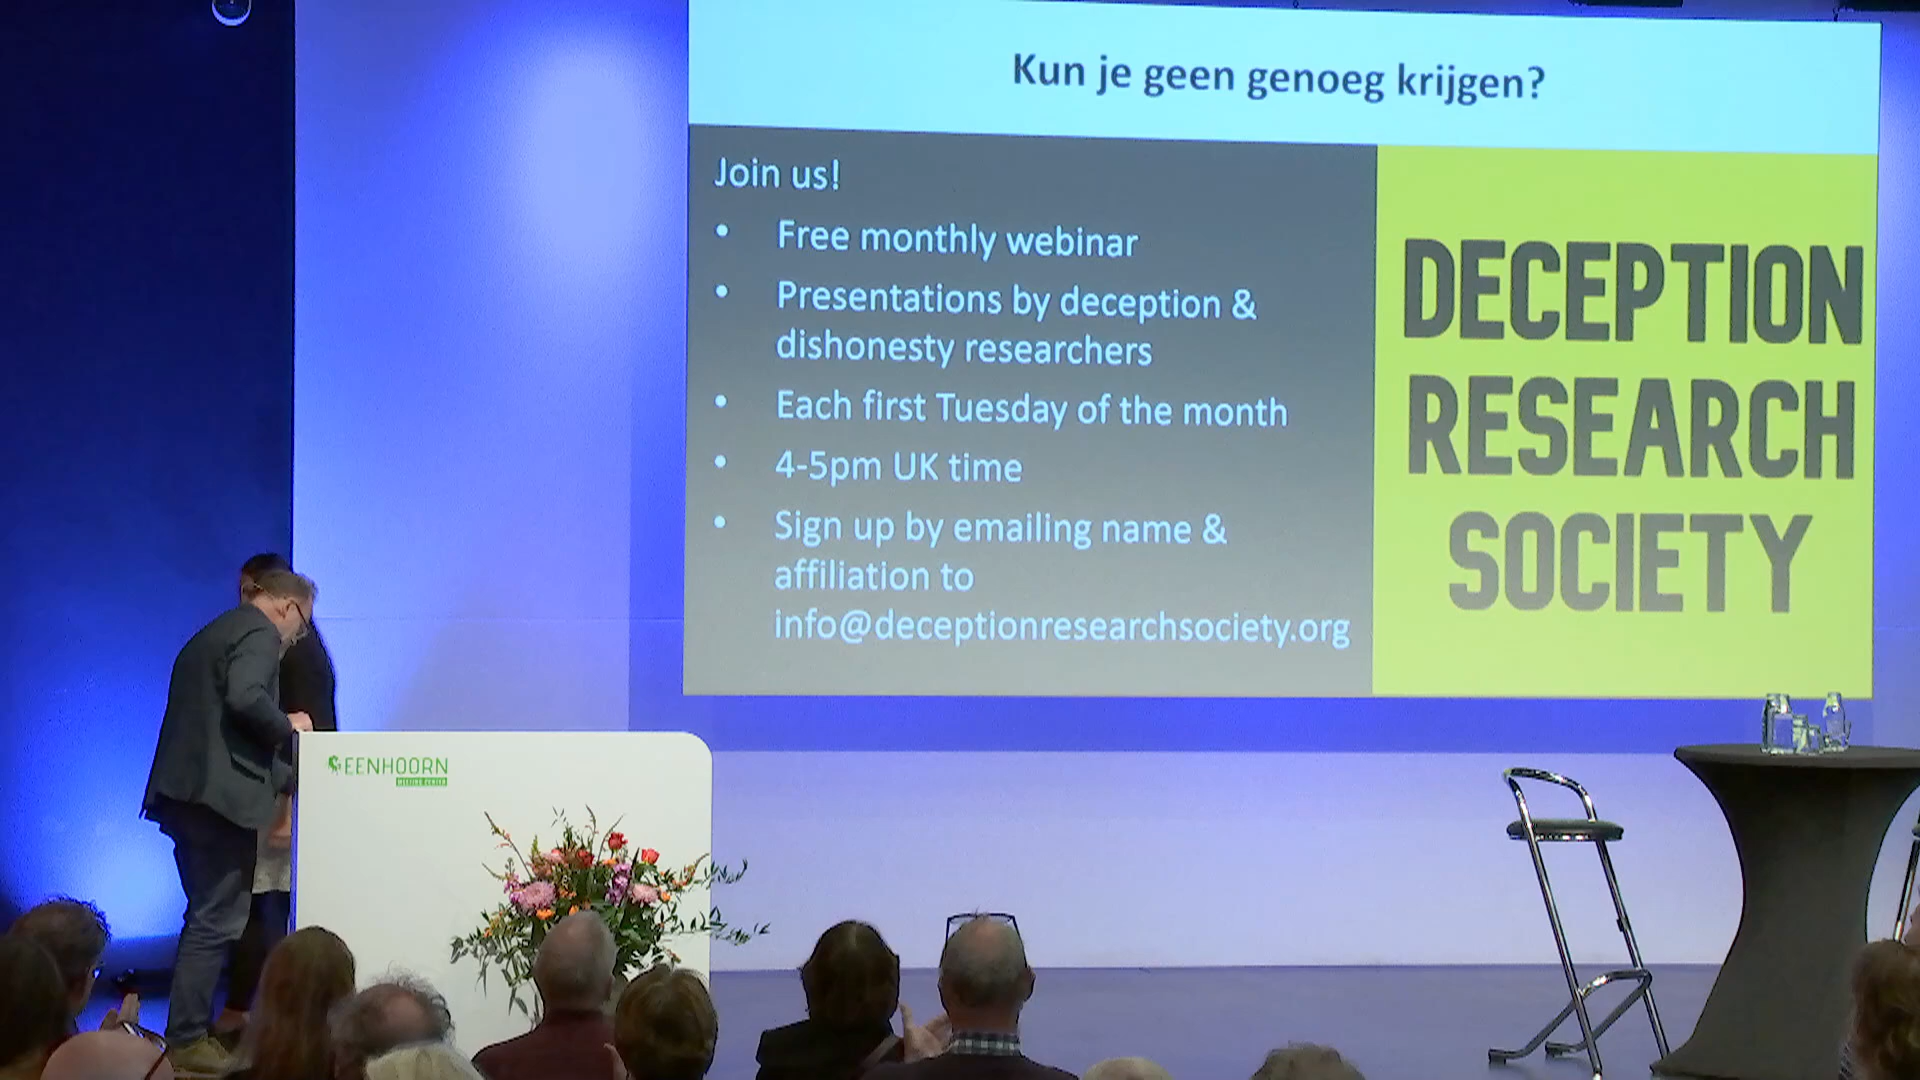 Kun je geen genoeg krijgen?
Join us!
• Free monthly webinar
• Presentations by deception &
dishonesty researchers
• Each first Tuesday of the month
• 4-5pm UK time
• Sign up by emailing name &
affiliation to
info@deceptionresearchsociety.org
DECEPTION
RESEARCH
SOCIETY
EENHOORN
MEETING CENTER